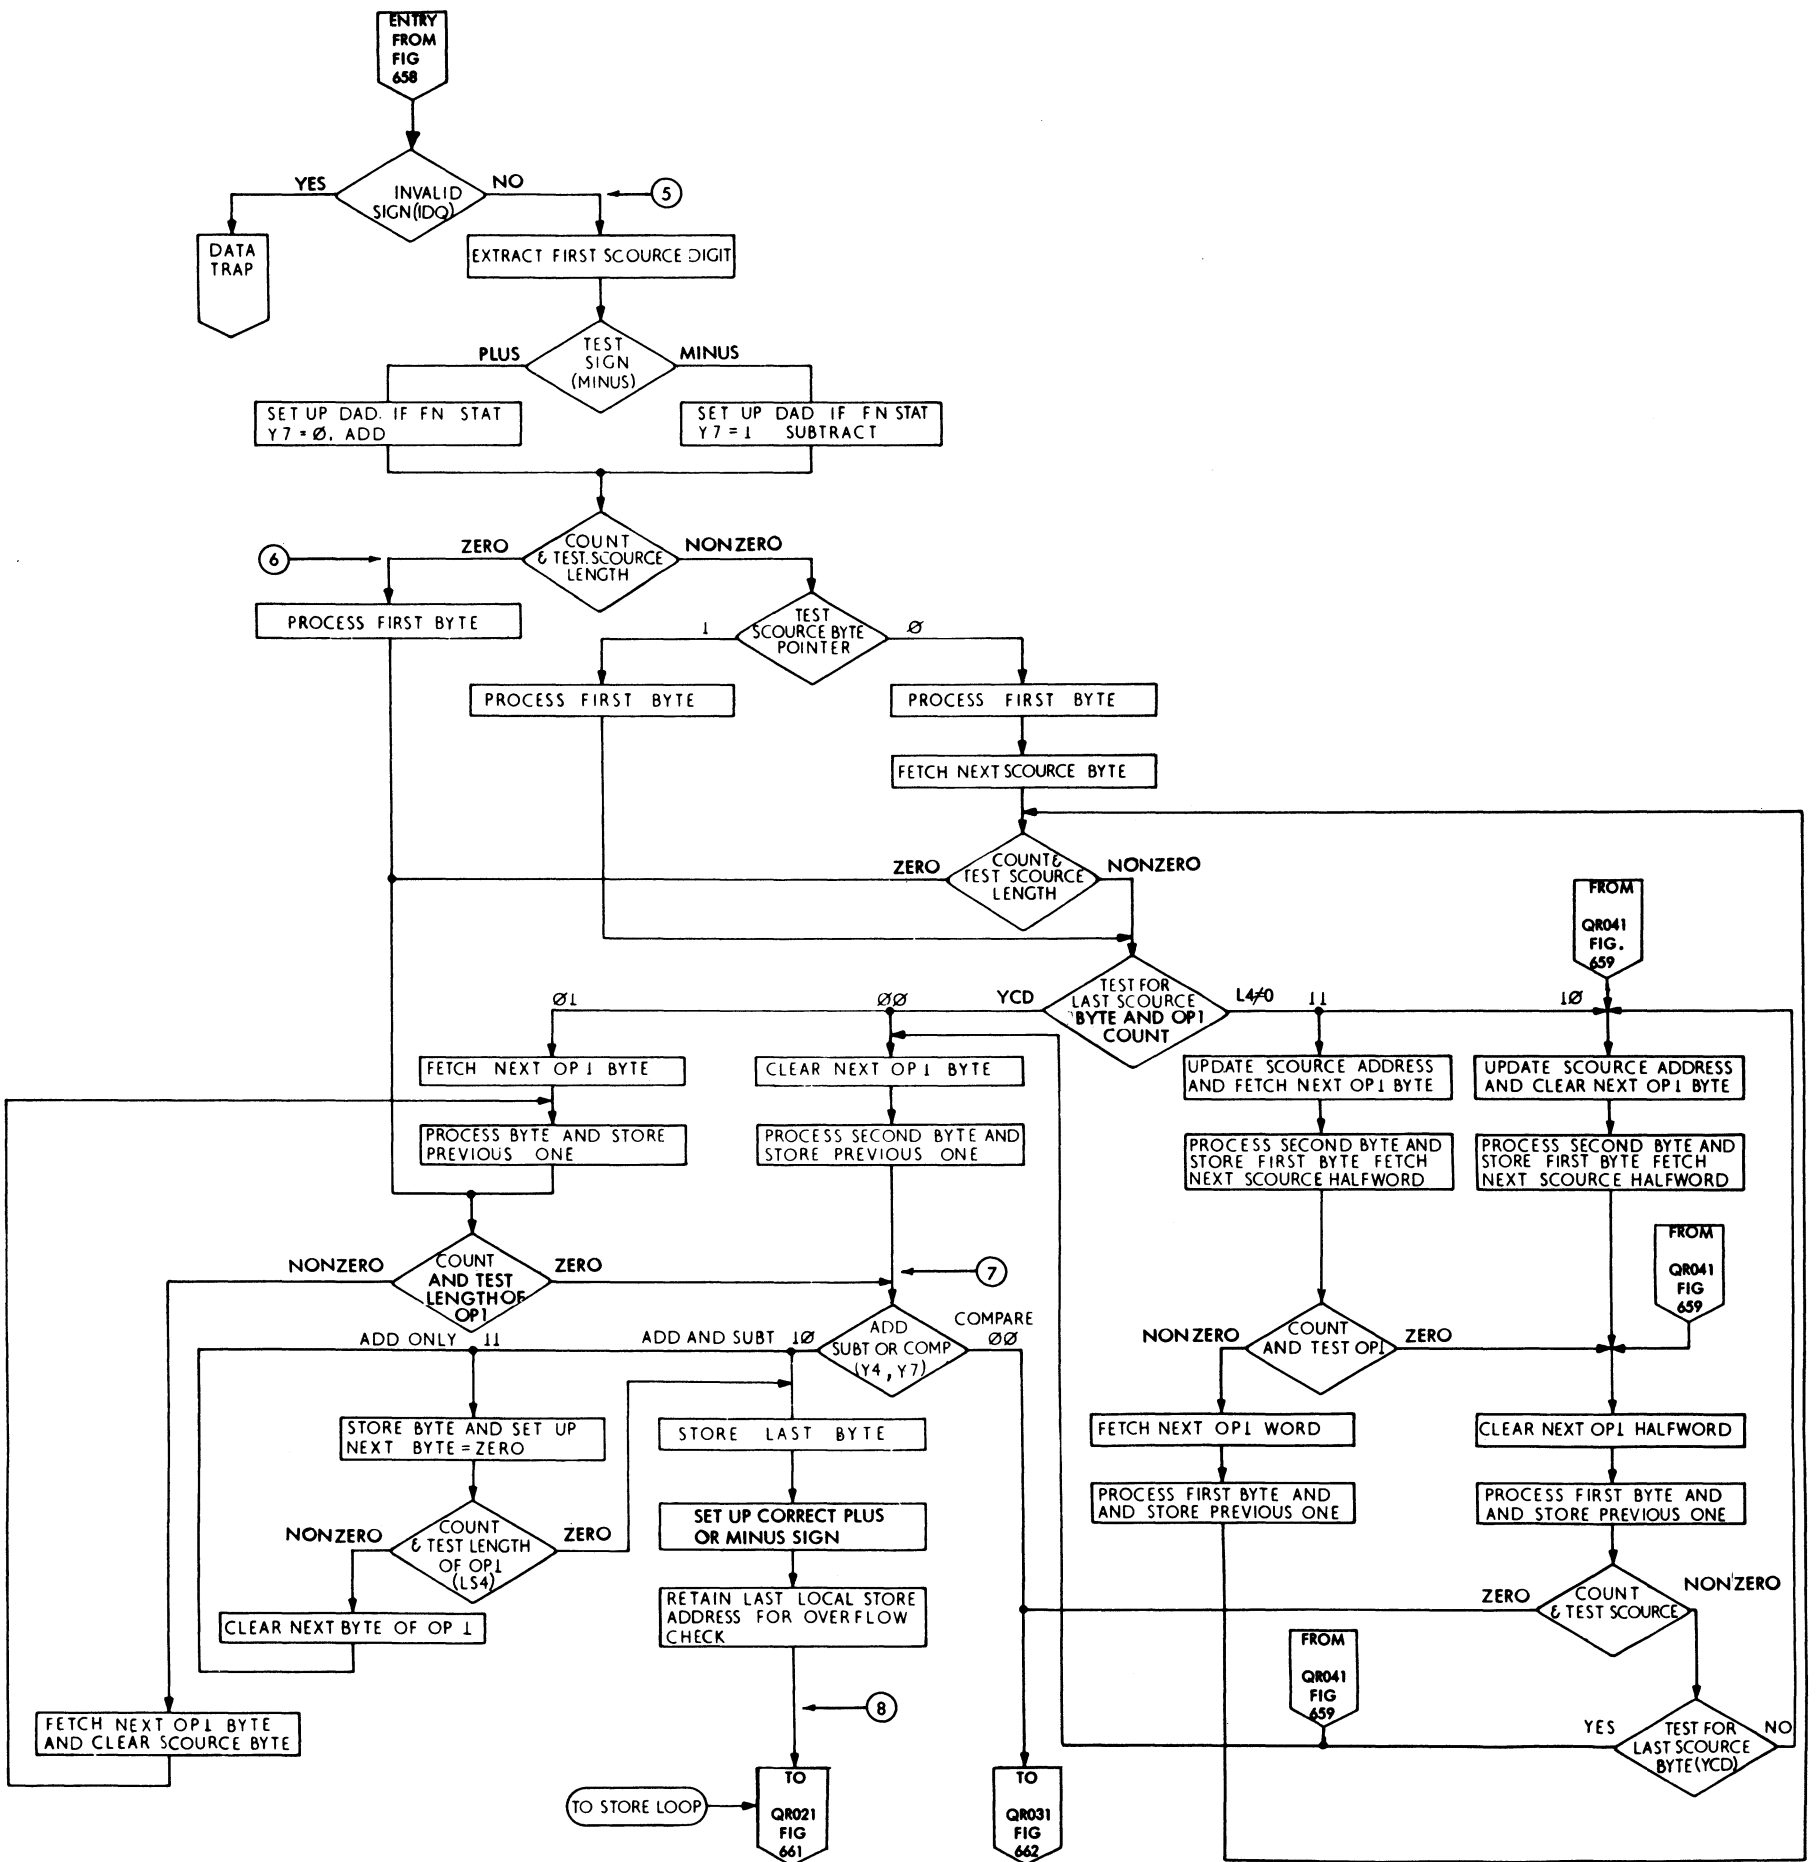 ENTRY
FROM
FIG
658
YES
INVALID
SIGN(IDQ)
NO
5
DATA
TRAP
EXTRACT FIRST SCOURCE DIGIT
PLUS
TEST
SIGN
(MINUS)
MINUS
SET UP DAD. IF FN STAT
Y7 = Ø. ADD
SET UP DAD IF FN STAT
Y7 = 1 SUBTRACT
6
ZERO
COUNT
& TEST. SCOURCE
LENGTH
NONZERO
PROCESS FIRST BYTE
1
TEST
SCOURCE BYTE
POINTER
Ø
PROCESS FIRST BYTE
PROCESS FIRST BYTE
FETCH NEXT SCOURCE BYTE
ZERO
COUNT &
TEST SCOURCE
LENGTH
NONZERO
FROM
QR041
FIG.
659
Ø1
ØØ
YCD
TEST FOR
LAST SCOURCE
BYTE AND OP1
COUNT
L4≠0
11
1Ø
FETCH NEXT OP 1 BYTE
CLEAR NEXT OP 1 BYTE
UPDATE SCOURCE ADDRESS
AND FETCH NEXT OP1 BYTE
UPDATE SCOURCE ADDRESS
AND CLEAR NEXT OP1 BYTE
PROCESS BYTE AND STORE
PREVIOUS ONE
PROCESS SECOND BYTE AND
STORE PREVIOUS ONE
PROCESS SECOND BYTE AND
STORE FIRST BYTE FETCH
NEXT SCOURCE HALFWORD
PROCESS SECOND BYTE AND
STORE FIRST BYTE FETCH
NEXT SCOURCE HALFWORD
FROM
QR041
FIG
659
NONZERO
COUNT
AND TEST
LENGTH OF
OP1
ZERO
7
ADD ONLY 11
ADD AND SUBT 1Ø
ADD
SUBT OR COMP
(Y4, Y7)
COMPARE
ØØ
NONZERO
COUNT
AND TEST OP1
ZERO
STORE BYTE AND SET UP
NEXT BYTE = ZERO
STORE LAST BYTE
FETCH NEXT OP1 WORD
CLEAR NEXT OP1 HALFWORD
PROCESS FIRST BYTE AND
AND STORE PREVIOUS ONE
PROCESS FIRST BYTE AND
AND STORE PREVIOUS ONE
NONZERO
COUNT
& TEST LENGTH
OF OP1
(LS4)
ZERO
SET UP CORRECT PLUS
OR MINUS SIGN
ZERO
COUNT
& TEST SCOURCE
NONZERO
CLEAR NEXT BYTE OF OP 1
RETAIN LAST LOCAL STORE
ADDRESS FOR OVERFLOW
CHECK
FROM
QR041
FIG
659
8
FETCH NEXT OP1 BYTE
AND CLEAR SCOURCE BYTE
YES
TEST FOR
LAST SCOURCE
BYTE(YCD)
NO
TO STORE LOOP
TO
QR021
FIG
661
TO
QR031
FIG
662